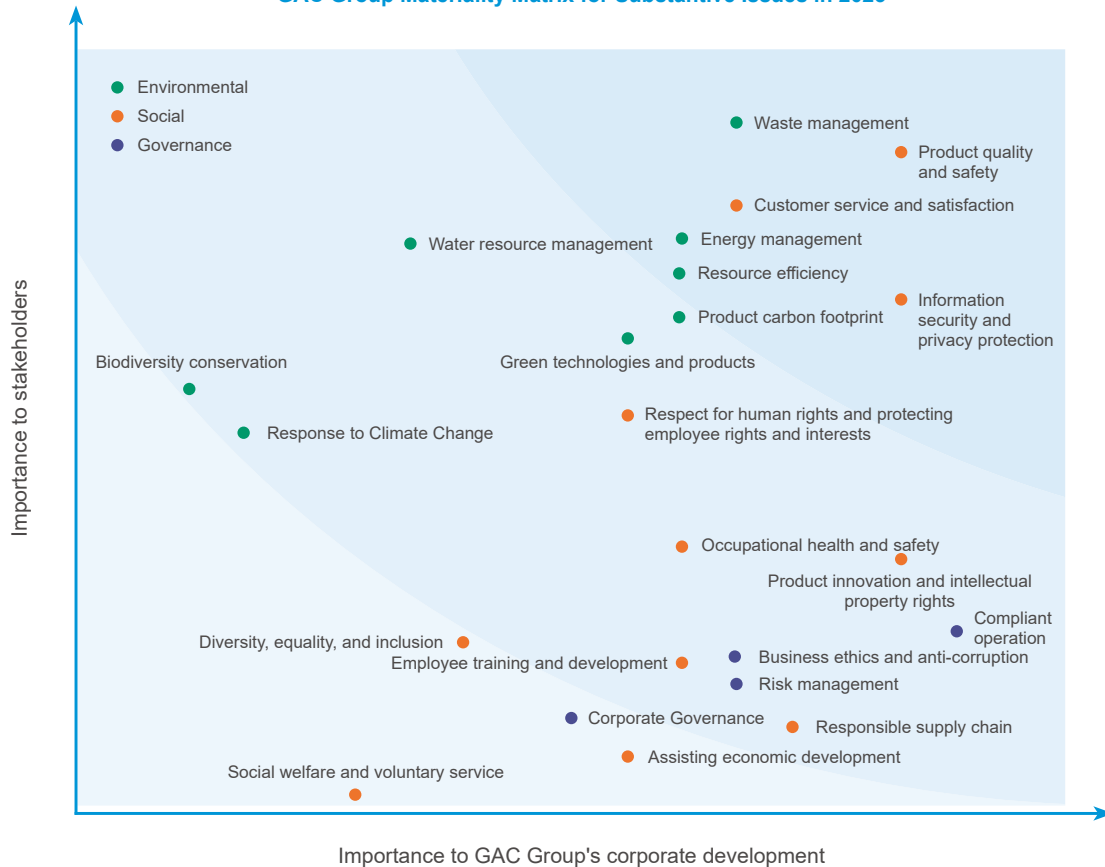 Environmental
Social
Governance
Waste management
Product quality
and safety
Customer service and satisfaction
Water resource management
Energy management
Resource efficiency
Information
security and
privacy protection
Product carbon footprint
Green technologies and products
Biodiversity conservation
Response to Climate Change
Respect for human rights and protecting
employee rights and interests
Importance to stakeholders
Occupational health and safety
Product innovation and intellectual
property rights
Compliant
operation
Diversity, equality, and inclusion
Employee training and development
Business ethics and anti-corruption
Risk management
Corporate Governance
Responsible supply chain
Assisting economic development
Social welfare and voluntary service
Importance to GAC Group's corporate development